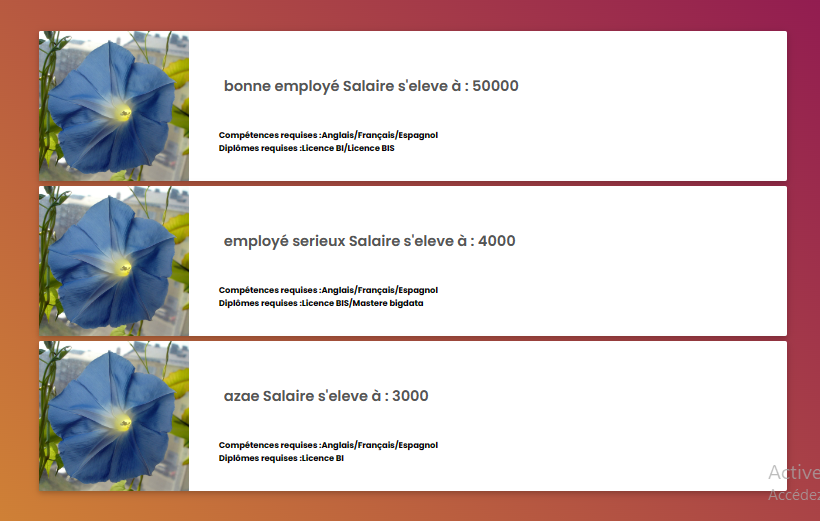 bonne employé Salaire s'eleve à : 50000
Compétences requises :Anglais/Français/Espagnol
Diplômes requises :Licence BI/Licence BIS
employé serieux Salaire s'eleve à : 4000
Compétences requises :Anglais/Français/Espagnol
Diplômes requises :Licence BIS/Mastere bigdata
azae Salaire s'eleve à : 3000
Compétences requises :Anglais/Français/Espagnol
Diplômes requises :Licence BI
Active
Accédez